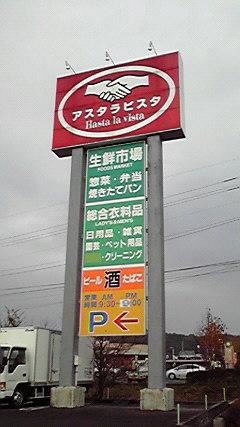 アスタラビスタ
Hasta la vista
生鮮市場
FOODS MARKET
惣菜・弁当
焼きたてパン
総合衣料品
LADY'S & MEN'S
日用品・雑貨
園芸・ペット用品
・クリーニング
ビール 酒 たばこ
営業時間 AM 9:30→PM 9:00
P ←